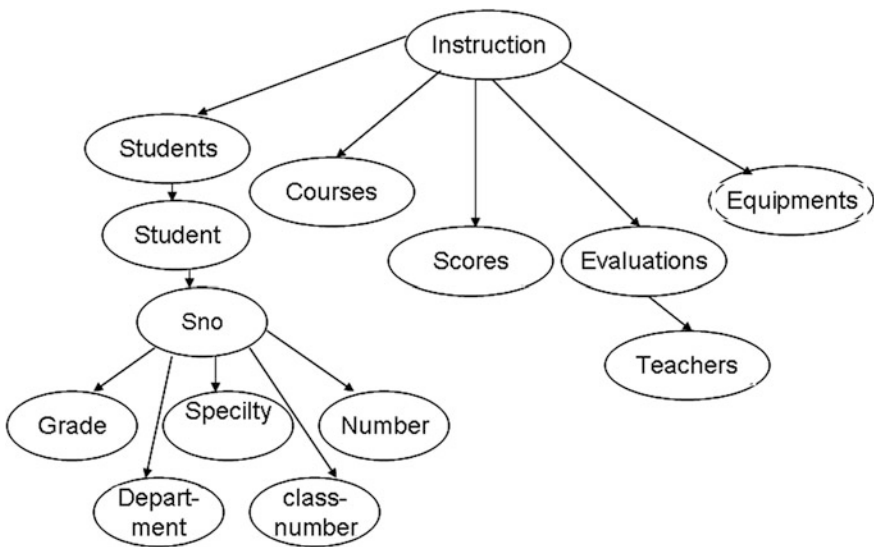 Instruction
Students
Courses
Equipments
Student
Scores
Evaluations
Sno
Teachers
Grade
Specilty
Number
Depart-
ment
class-
number